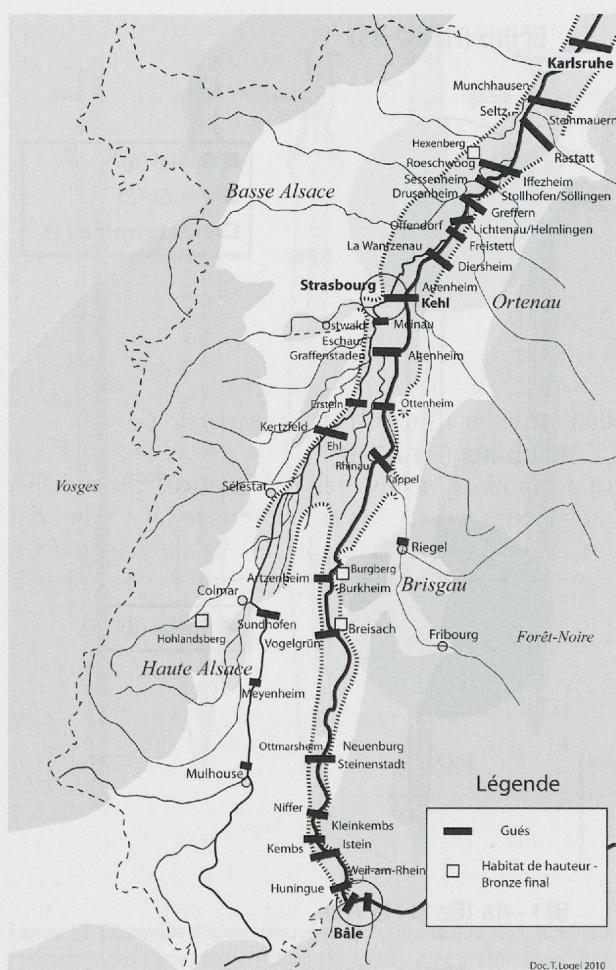 Karlsruhe
Munchhausen
Seltz
Steinmauern
Hexenberg
Rastatt
Roeschwoog
Iffezheim
Sessenheim
Stollhofen/Söllingen
Drusenheim
Greffern
Basse Alsace
Offendorf
Lichtenau/Helmlingen
La Wantzenau
Freistett
Diersheim
Strasbourg
Auenheim
Kehl
Ortenau
Ostwald
Meinau
Eschau/
Graffenstaden
Altenheim
Erstein
Ottenheim
Kertzfeld
Ehl
Rhinau
Kappel
Vosges
Sélestat
Riegel
Artzenheim
Burgberg
Burkheim
Brisgau
Colmar
Sundhofen
Breisach
Hohlandsberg
Vogelgrün
Fribourg
Forêt-Noire
Haute Alsace
Meyenheim
Ottmarsheim
Neuenburg
Steinenstadt
Mulhouse
Niffer
Kleinkembs
Kembs
Istein
Weil-am-Rhein
Huningue
Bâle
Légende
Gués
Habitat de hauteur -
Bronze final
Doc. T. Logel 2010